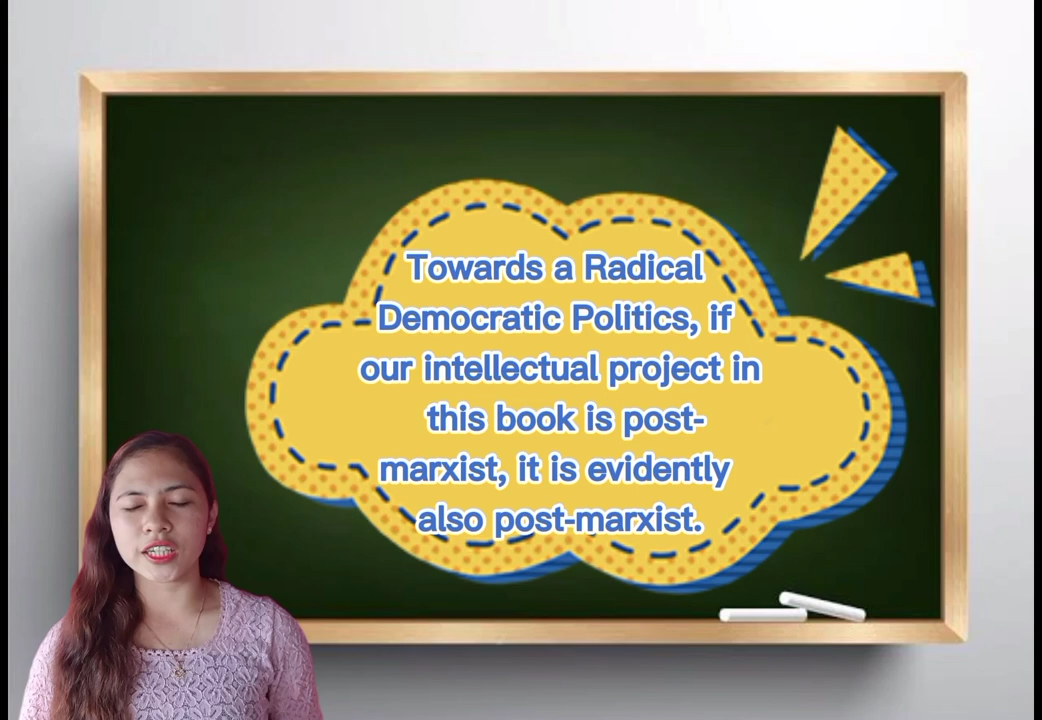 Towards a Radical
Democratic Politics, if
our intellectual project in
this book is post-
marxist, it is evidently
also post-marxist.